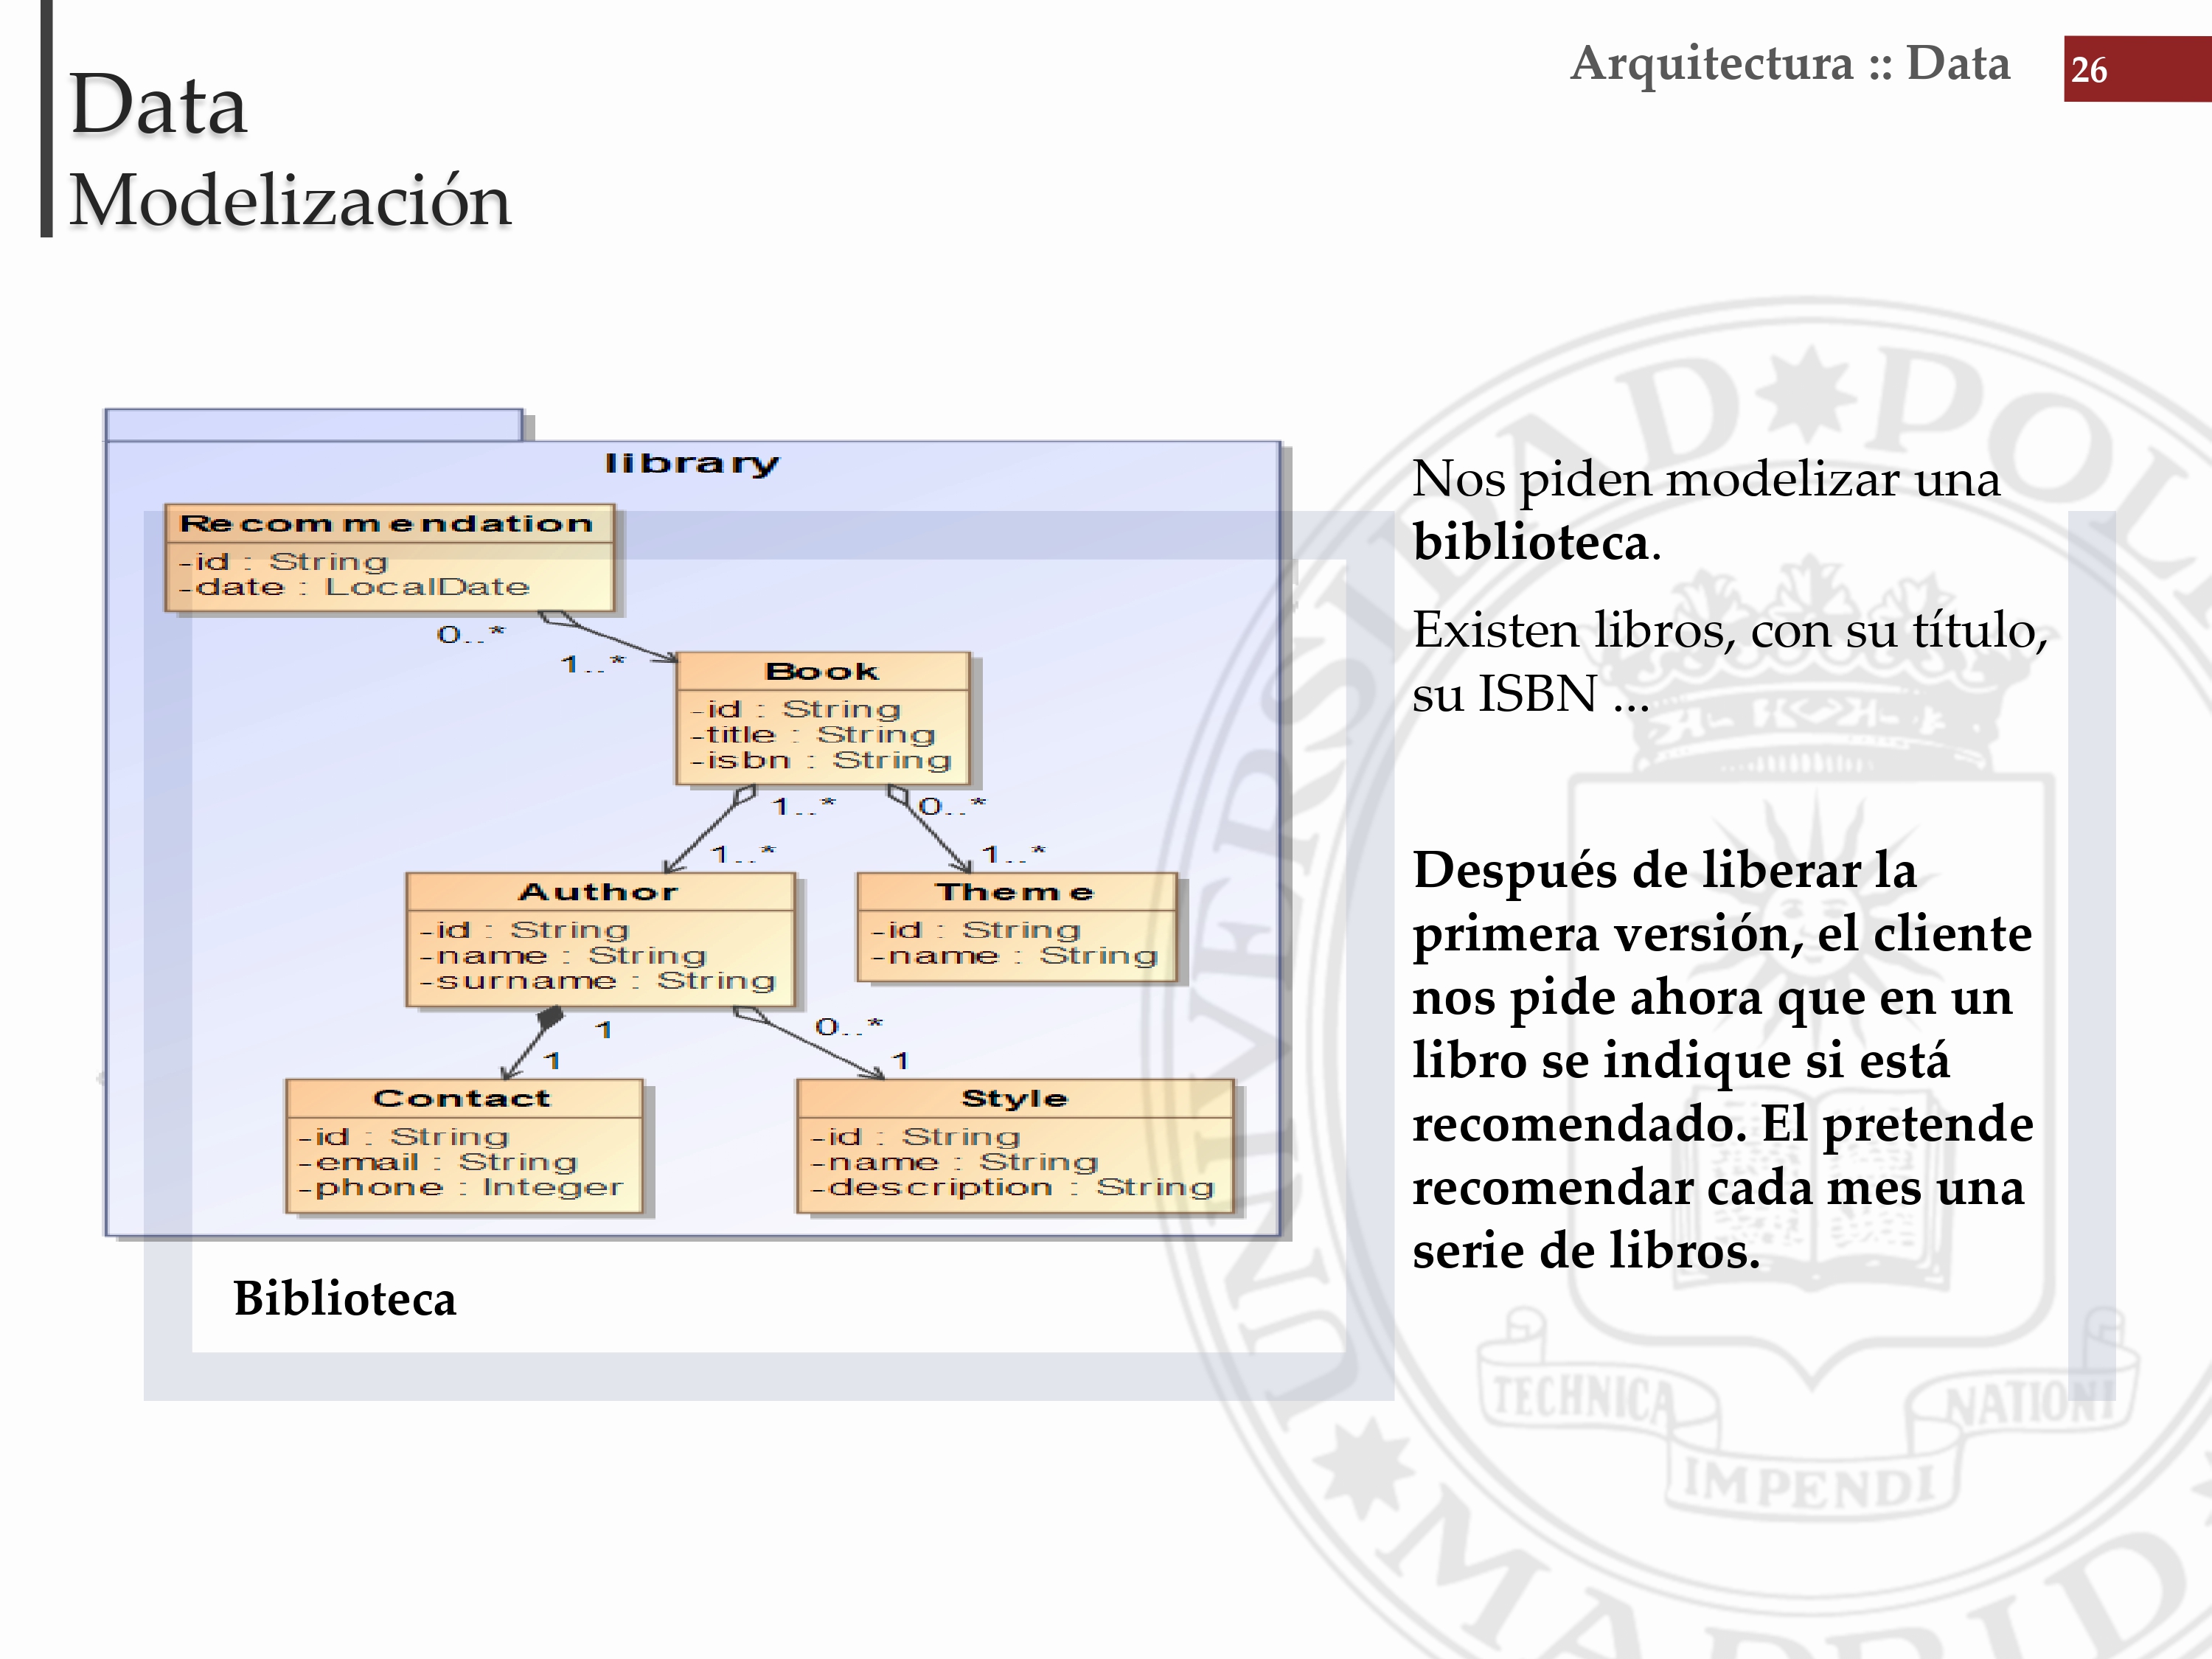 Arquitectura :: Data
26
Data
Modelización
library
Recommendation
-id : String
-date : LocalDate
0..*
1..*
Book
-id : String
-title : String
-isbn : String
1..*
0..*
1..*
1..*
Author
-id : String
-name : String
-surname : String
Theme
-id : String
-name : String
1
0..*
1
1
Contact
-id : String
-email : String
-phone : Integer
Style
-id : String
-name : String
-description : String
Biblioteca
Nos piden modelizar una
biblioteca.
Existen libros, con su título,
su ISBN ...
Después de liberar la
primera versión, el cliente
nos pide ahora que en un
libro se indique si está
recomendado. El pretende
recomendar cada mes una
serie de libros.
UNIVERSIDAD
MADRID
TECHNICA
IMPENDI
NATIONI